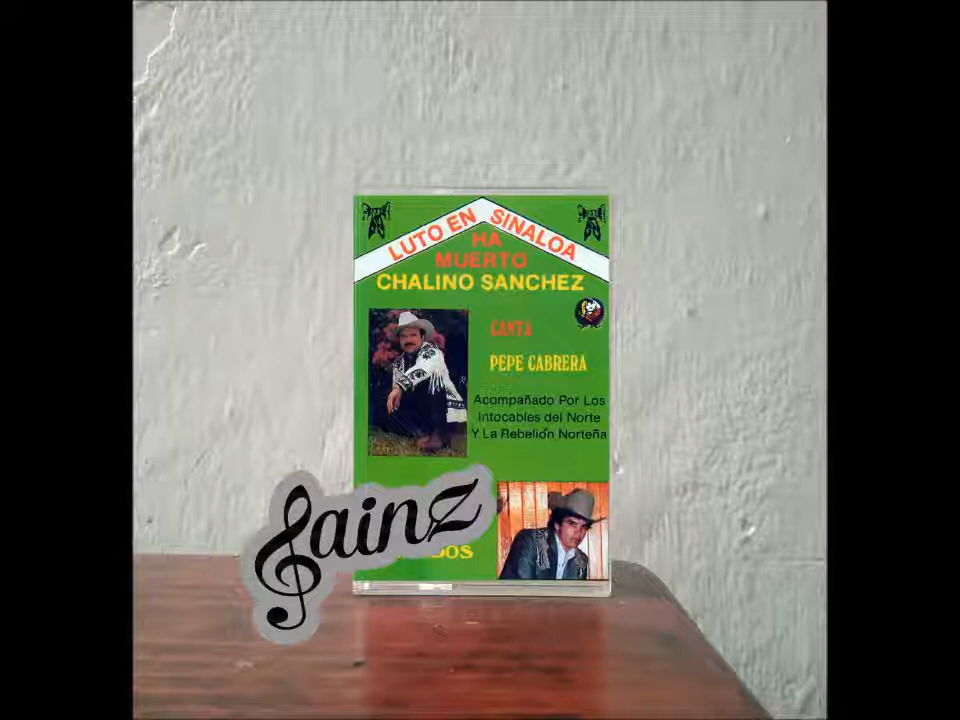 LUTO EN SINALOA
HA
MUERTO
CHALINO SANCHEZ
CANTA
PEPE CABRERA
Acompañado Por Los
Intocables del Norte
Y La Rebelión Norteña
Sainz